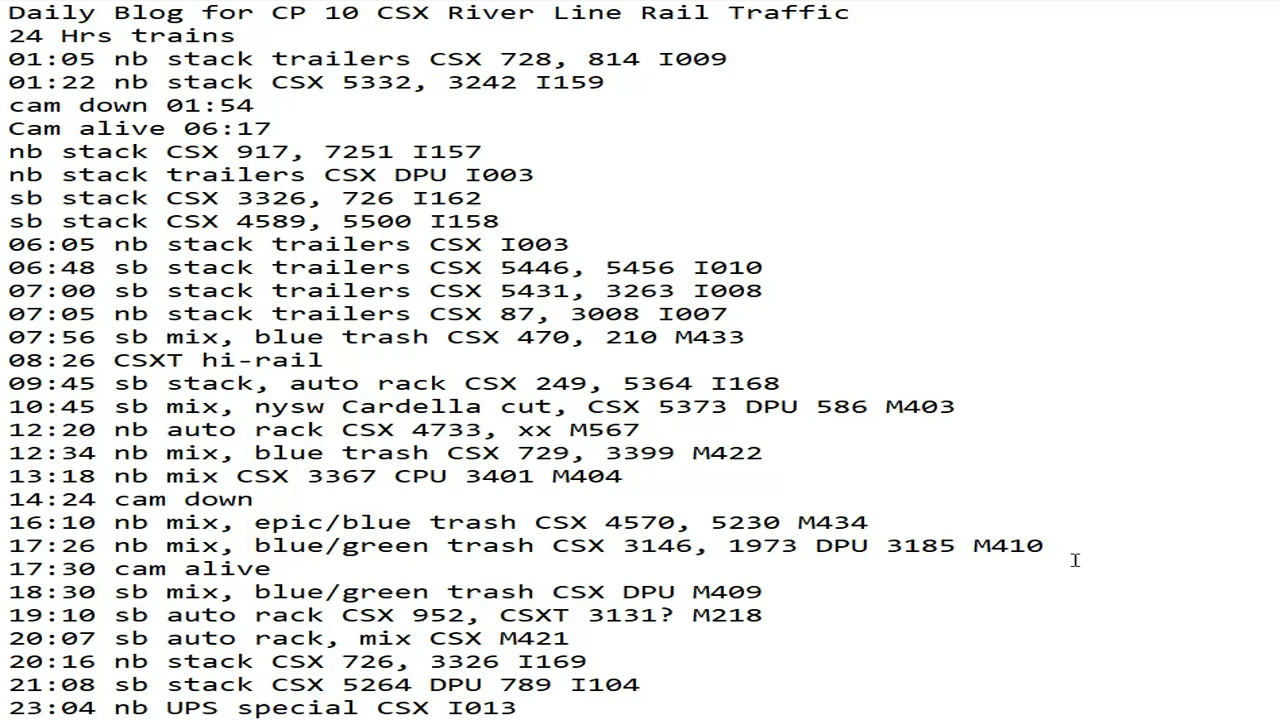 Daily Blog for CP 10 CSX River Line Rail Traffic
24 Hrs trains
01:05 nb stack trailers CSX 728, 814 I009
01:22 nb stack CSX 5332, 3242 I159
cam down 01:54
Cam alive 06:17
nb stack CSX 917, 7251 I157
nb stack trailers CSX DPU I003
sb stack CSX 3326, 726 I162
sb stack CSX 4589, 5500 I158
06:05 nb stack trailers CSX I003
06:48 sb stack trailers CSX 5446, 5456 I010
07:00 sb stack trailers CSX 5431, 3263 I008
07:05 nb stack trailers CSX 87, 3008 I007
07:56 sb mix, blue trash CSX 470, 210 M433
08:26 CSXT hi-rail
09:45 sb stack, auto rack CSX 249, 5364 I168
10:45 sb mix, nysw Cardella cut, CSX 5373 DPU 586 M403
12:20 nb auto rack CSX 4733, xx M567
12:34 nb mix, blue trash CSX 729, 3399 M422
13:18 nb mix CSX 3367 CPU 3401 M404
14:24 cam down
16:10 nb mix, epic/blue trash CSX 4570, 5230 M434
17:26 nb mix, blue/green trash CSX 3146, 1973 DPU 3185 M410
17:30 cam alive
18:30 sb mix, blue/green trash CSX DPU M409
19:10 sb auto rack CSX 952, CSXT 3131? M218
20:07 sb auto rack, mix CSX M421
20:16 nb stack CSX 726, 3326 I169
21:08 sb stack CSX 5264 DPU 789 I104
23:04 nb UPS special CSX I013